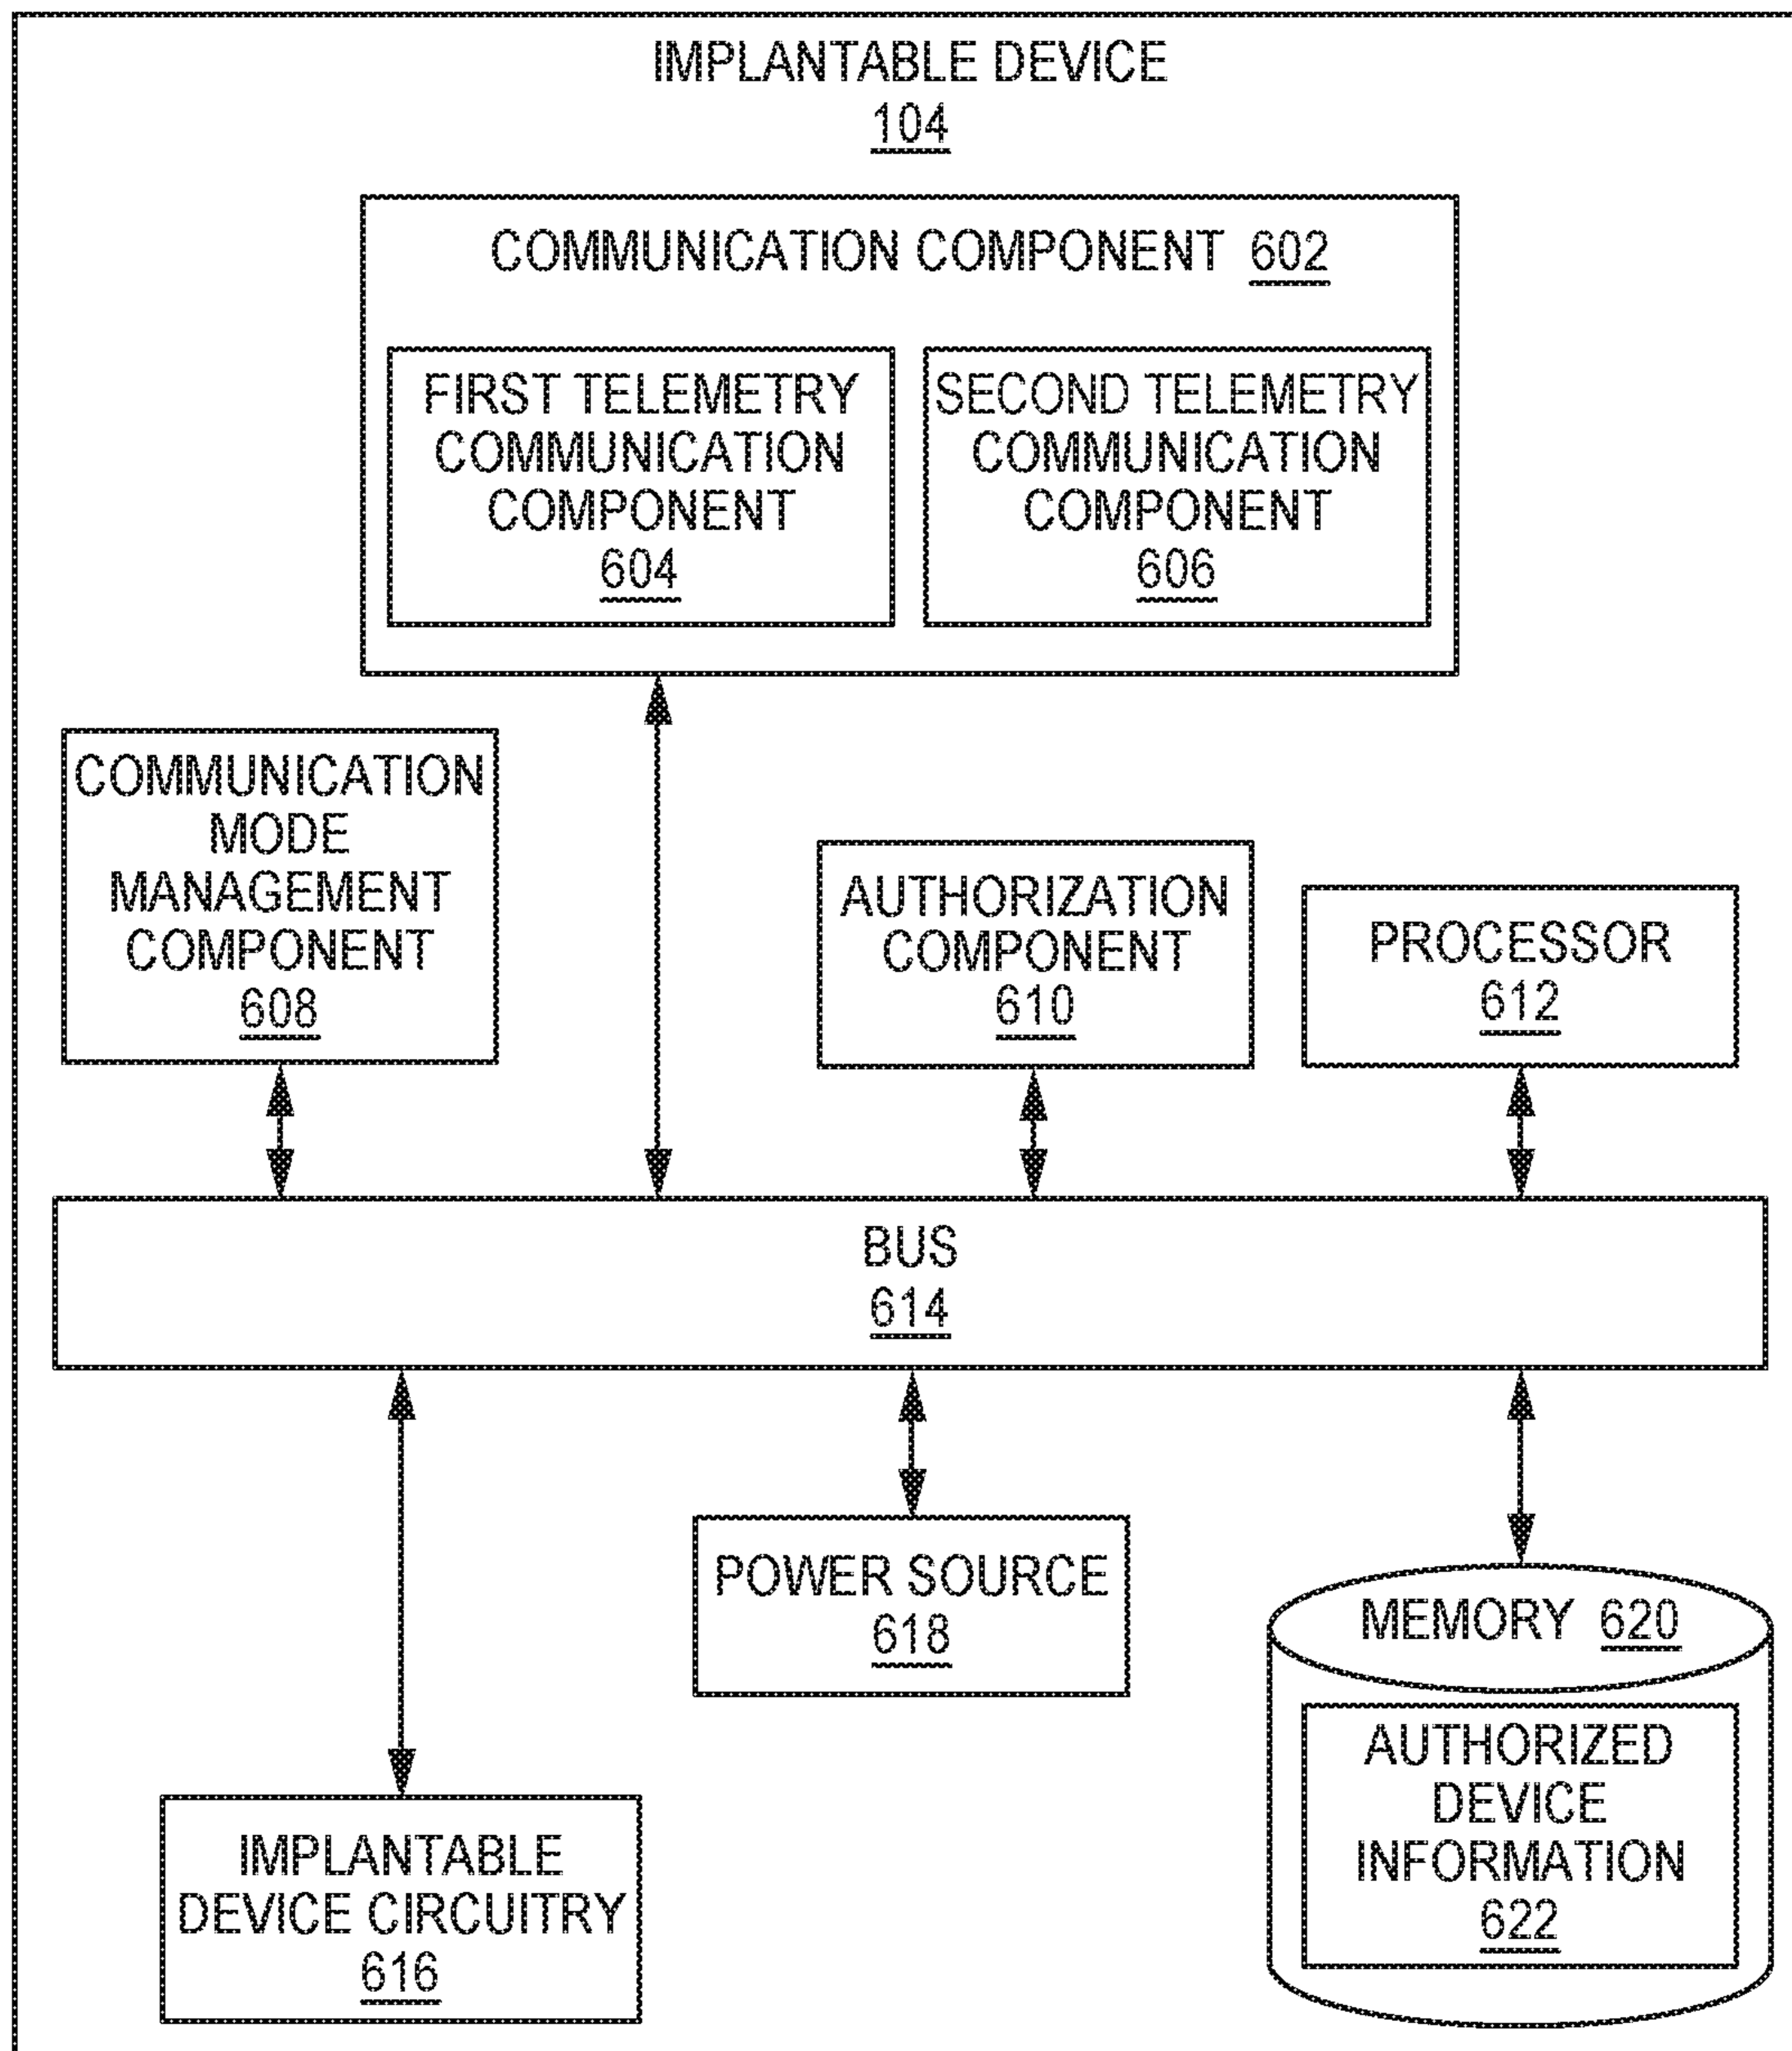 IMPLANTABLE DEVICE
104
COMMUNICATION COMPONENT 602
FIRST TELEMETRY
COMMUNICATION
COMPONENT
604
SECOND TELEMETRY
COMMUNICATION
COMPONENT
606
COMMUNICATION
MODE
MANAGEMENT
COMPONENT
608
AUTHORIZATION
COMPONENT
610
PROCESSOR
612
BUS
614
IMPLANTABLE
DEVICE CIRCUITRY
616
POWER SOURCE
618
MEMORY 620
AUTHORIZED
DEVICE
INFORMATION
622